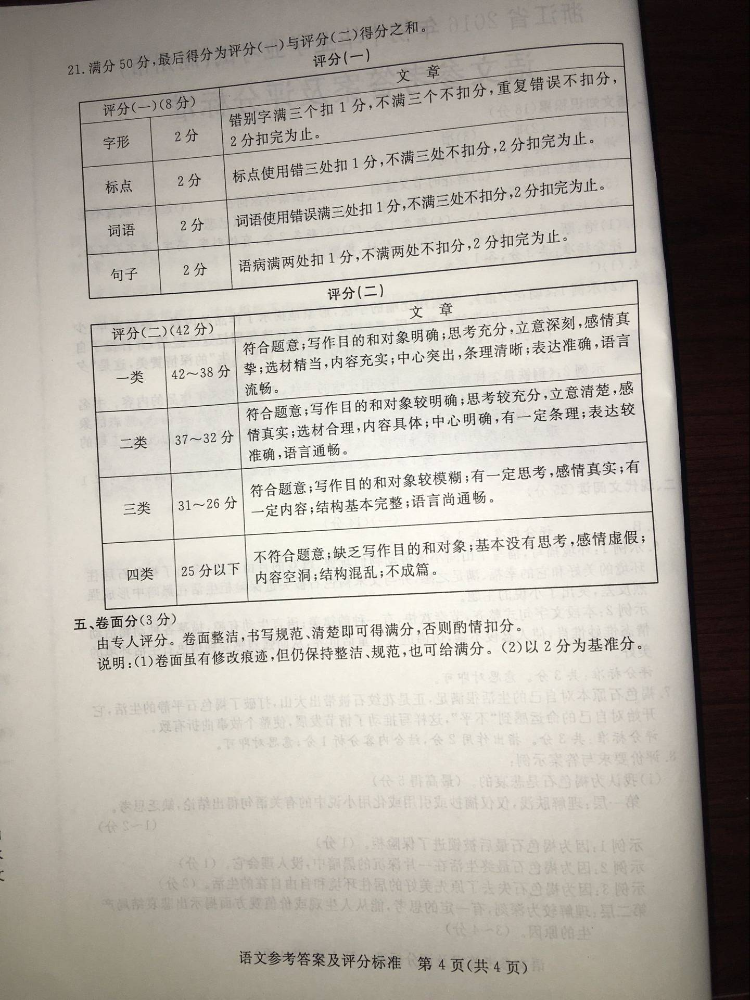 21. 满分 50 分,最后得分为评分(一)与评分(二)得分之和。
评分(一)
评分(一)(8 分)
文 章
字形
2 分
错别字满三个扣 1 分,不满三个不扣分,重复错误不扣分,
2 分扣完为止。
标点
2 分
标点使用错三处扣 1 分,不满三处不扣分,2 分扣完为止。
词语
2 分
词语使用错误满三处扣 1 分,不满三处不扣分,2 分扣完为止。
句子
2 分
语病满两处扣 1 分,不满两处不扣分,2 分扣完为止。
评分(二)
评分(二)(42 分)
文 章
一类
42～38 分
符合题意;写作目的和对象明确;思考充分,立意深刻,感情真
挚;选材精当,内容充实;中心突出,条理清晰;表达准确,语言
流畅。
二类
37～32 分
符合题意;写作目的和对象较明确;思考较充分,立意清楚,感
情真实;选材合理,内容具体;中心明确,有一定条理;表达较
准确,语言通畅。
三类
31～26 分
符合题意;写作目的和对象较模糊;有一定思考,感情真实;有
一定内容;结构基本完整;语言尚通畅。
四类
25 分以下
不符合题意;缺乏写作目的和对象;基本没有思考,感情虚假;
内容空洞;结构混乱;不成篇。
五、卷面分(3 分)
由专人评分。卷面整洁,书写规范、清楚即可得满分,否则酌情扣分。
说明:(1)卷面虽有修改痕迹,但仍保持整洁、规范,也可给满分。(2)以 2 分为基准分。
语文参考答案及评分标准 第 4 页(共 4 页)